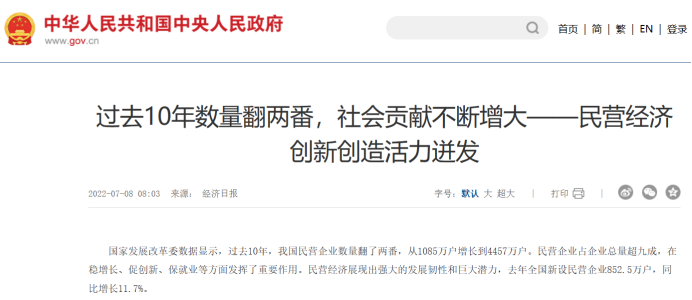 中华人民共和国中央人民政府
www.gov.cn
首页 | 简 | 繁 | EN | 登录
过去10年数量翻两番，社会贡献不断增大——民营经济
创新创造活力迸发
2022-07-08 08:03 来源： 经济日报 字号：默认 大 超大 | 打印 |
国家发展改革委数据显示，过去10年，我国民营企业数量翻了两番，从1085万户增长到4457万户。民营企业占企业总量超九成，在
稳增长、促创新、保就业等方面发挥了重要作用。民营经济展现出强大的发展韧性和巨大潜力，去年全国新设民营企业852.5万户，同
比增长11.7%。